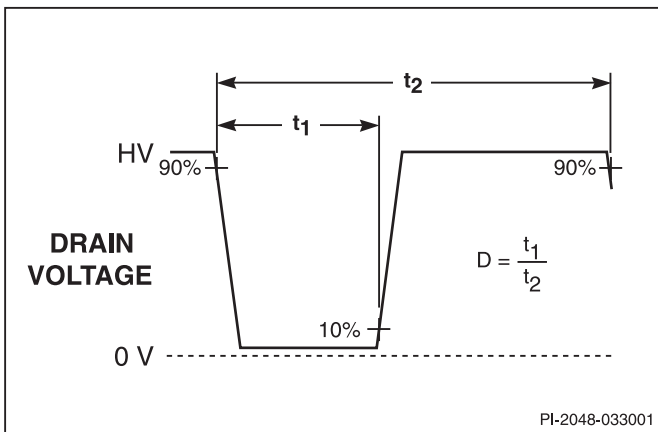 t2
t1
HV
90%
90%
DRAIN
VOLTAGE
D = t1/t2
10%
0 V
PI-2048-033001